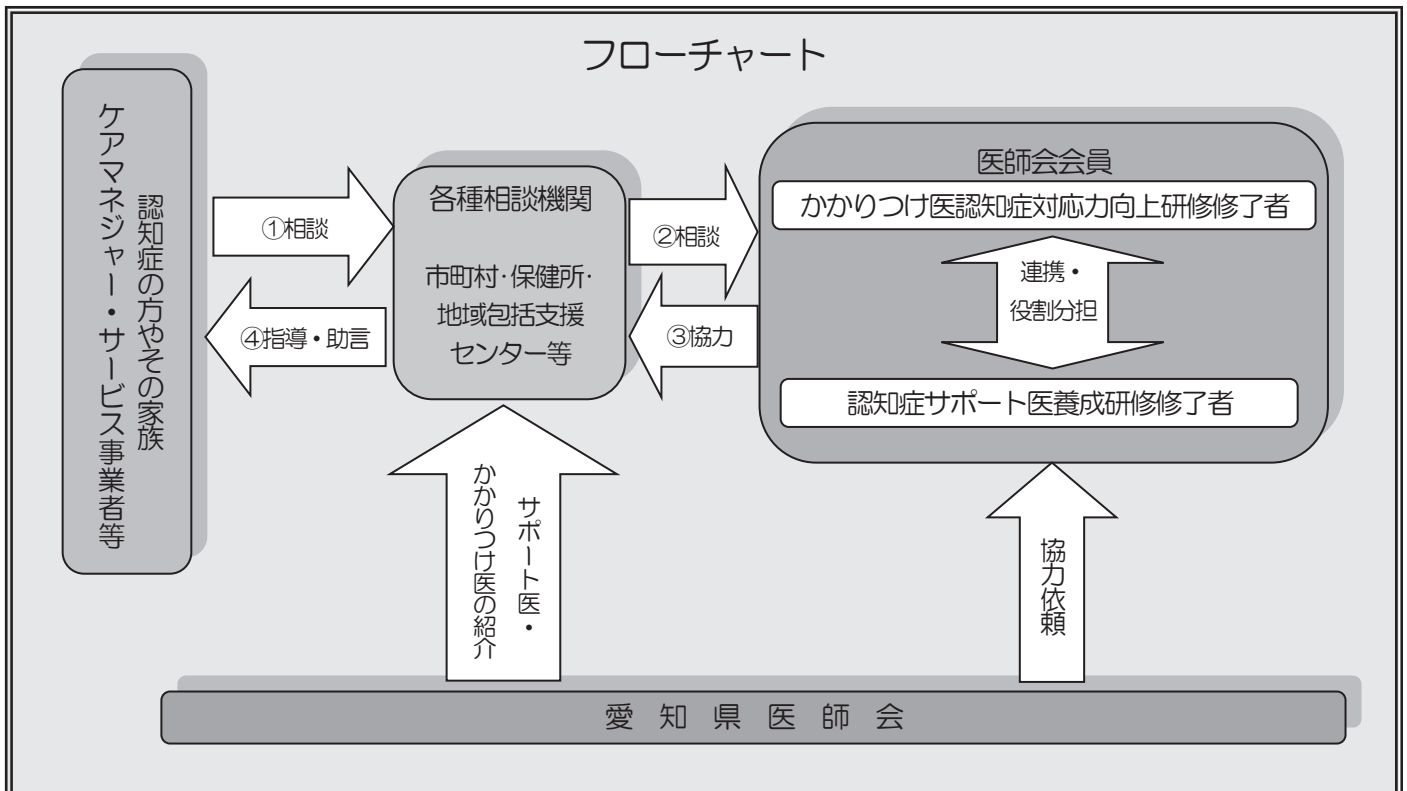 フローチャート
認知症の方やその家族
ケアマネジャー・サービス事業者等
①相談
④指導・助言
各種相談機関
市町村・保健所・
地域包括支援
センター等
②相談
③協力
医師会会員
かかりつけ医認知症対応力向上研修修了者
連携・
役割分担
認知症サポート医養成研修修了者
サポート医・
かかりつけ医の紹介
協力依頼
愛知県医師会